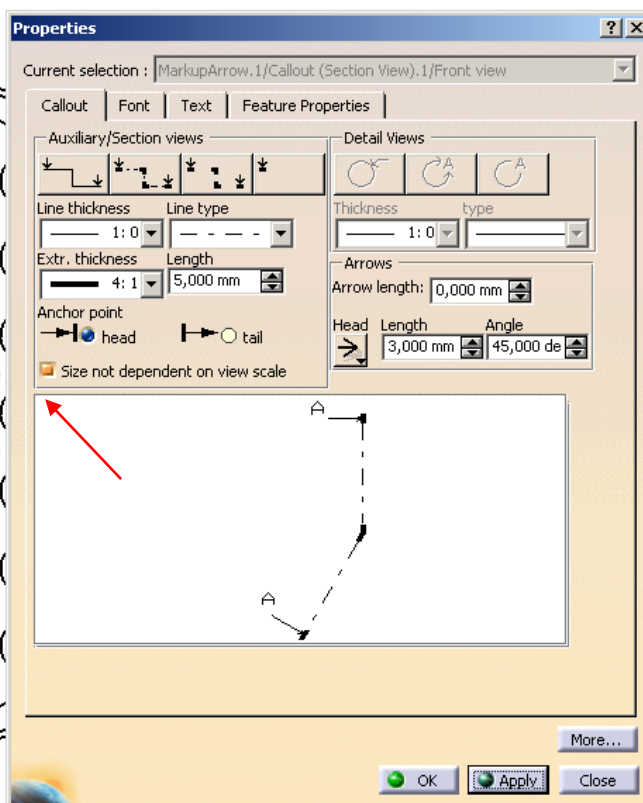 Properties
Current selection : MarkupArrow.1/Callout (Section View).1/Front view
Callout Font Text Feature Properties
Auxiliary/Section views
Detail Views
A A
Line thickness Line type
Thickness type
1: 0
1: 0
Extr. thickness Length
4: 1 5,000 mm
Arrows
Arrow length: 0,000 mm
Anchor point
head tail
Head Length Angle
3,000 mm 45,000 de
Size not dependent on view scale
A
A
More...
OK Apply Close